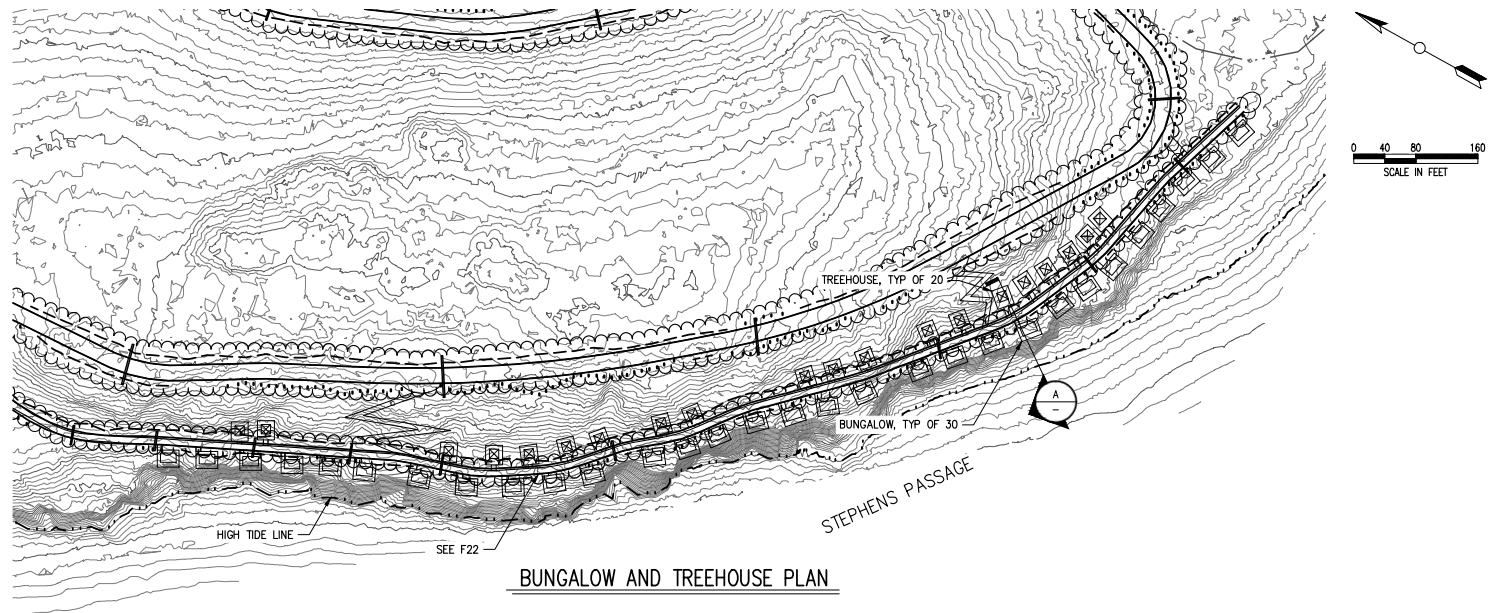 0 40 80 160
SCALE IN FEET
TREEHOUSE, TYP OF 20
A
–
BUNGALOW, TYP OF 30
STEPHENS PASSAGE
HIGH TIDE LINE
SEE F22
BUNGALOW AND TREEHOUSE PLAN